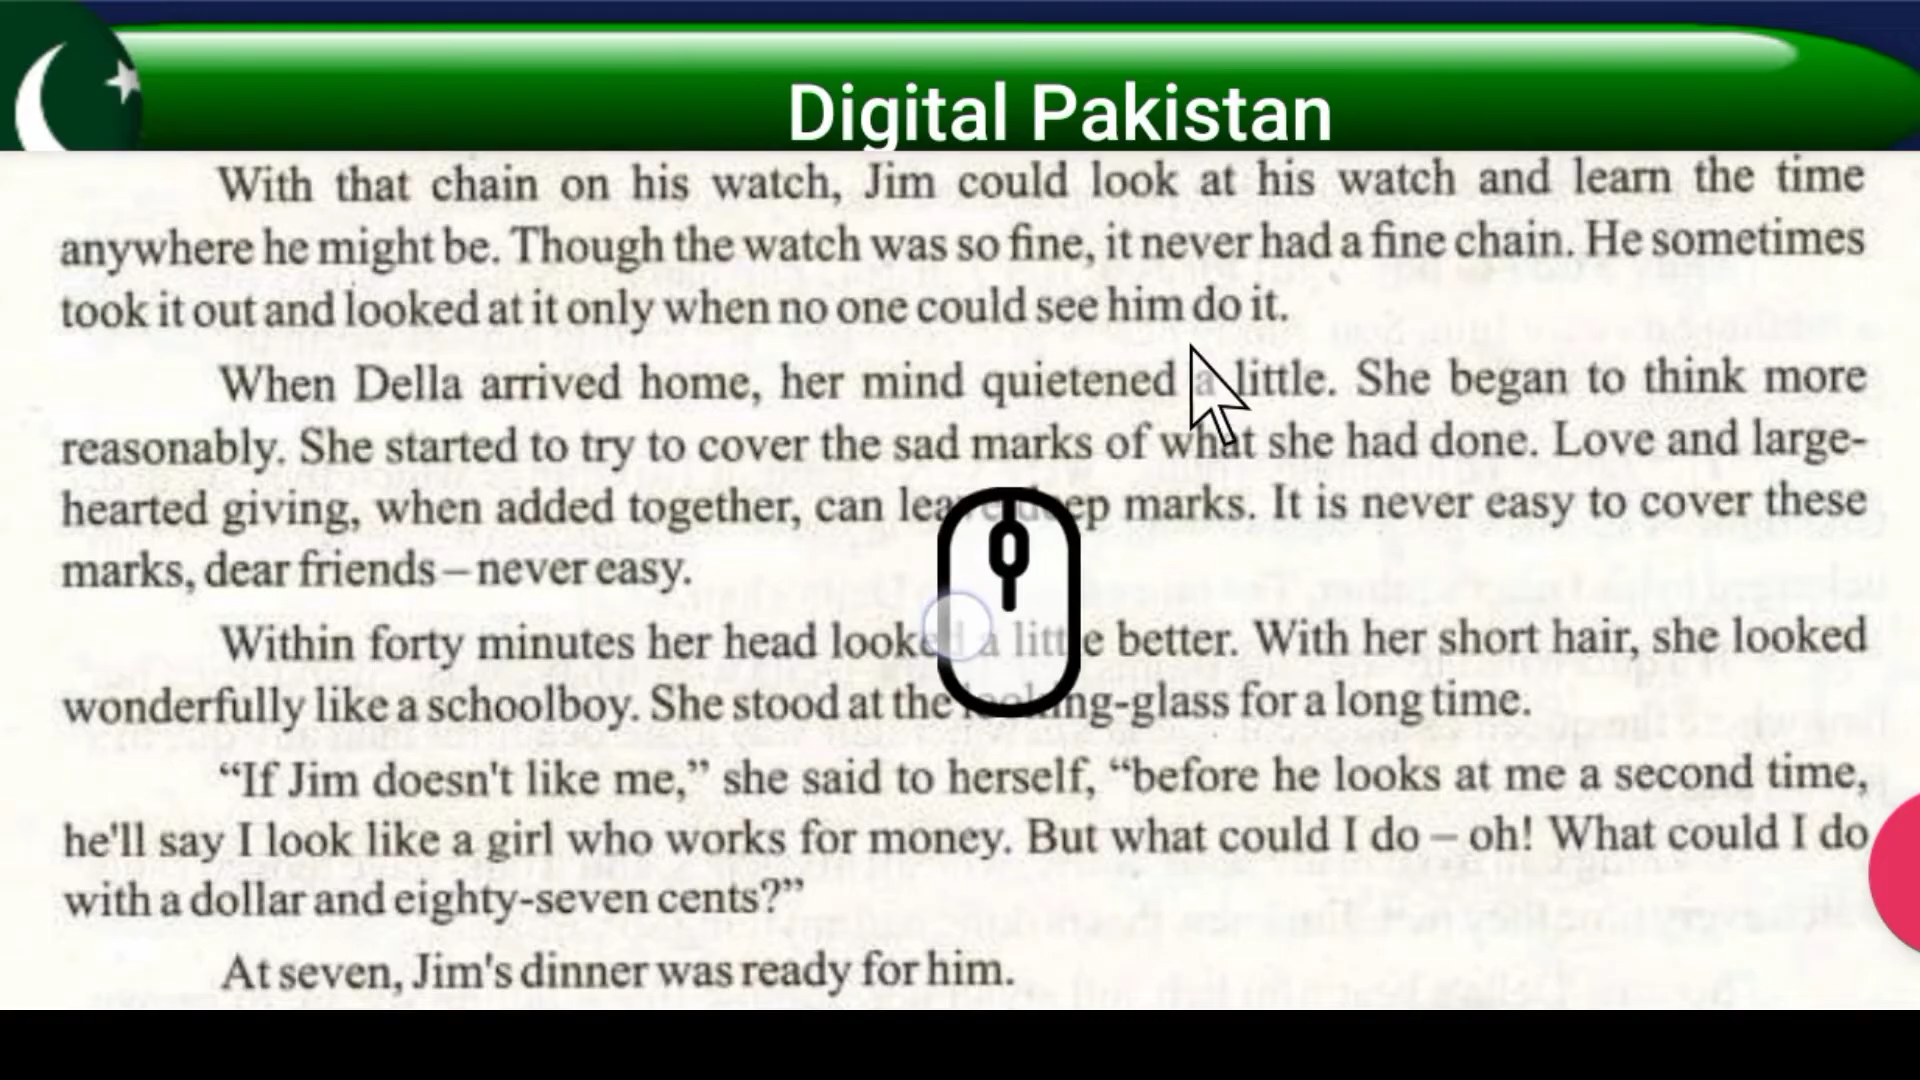 Digital Pakistan
With that chain on his watch, Jim could look at his watch and learn the time
anywhere he might be. Though the watch was so fine, it never had a fine chain. He sometimes
took it out and looked at it only when no one could see him do it.
When Della arrived home, her mind quietened a little. She began to think more
reasonably. She started to try to cover the sad marks of what she had done. Love and large-
hearted giving, when added together, can leave deep marks. It is never easy to cover these
marks, dear friends – never easy.
Within forty minutes her head looked a little better. With her short hair, she looked
wonderfully like a schoolboy. She stood at the looking-glass for a long time.
“If Jim doesn't like me,” she said to herself, “before he looks at me a second time,
he'll say I look like a girl who works for money. But what could I do – oh! What could I do
with a dollar and eighty-seven cents?”
At seven, Jim's dinner was ready for him.